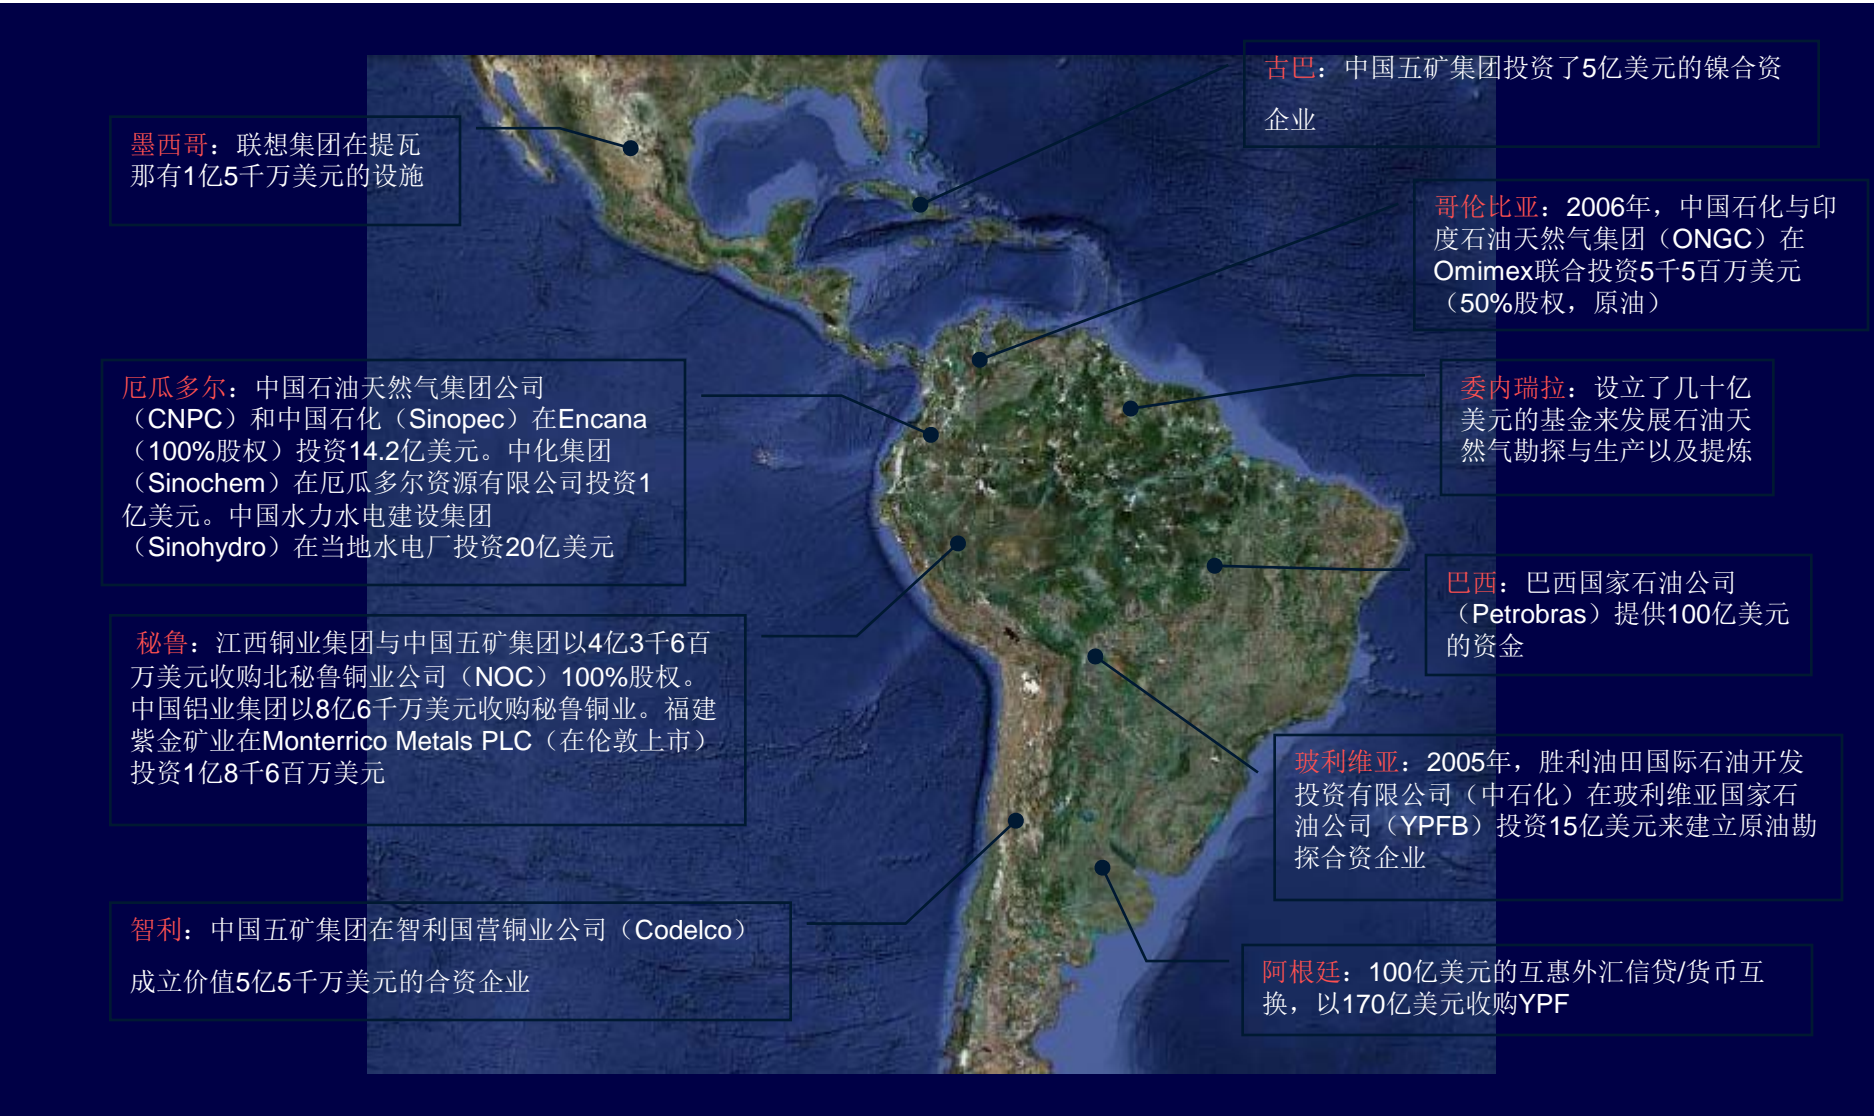 古巴：中国五矿集团投资了5亿美元的镍合资
企业
墨西哥：联想集团在提瓦
那有1亿5千万美元的设施
哥伦比亚：2006年，中国石化与印
度石油天然气集团（ONGC）在
Omimex联合投资5千5百万美元
（50%股权，原油）
厄瓜多尔：中国石油天然气集团公司
（CNPC）和中国石化（Sinopec）在Encana
（100%股权）投资14.2亿美元。中化集团
（Sinochem）在厄瓜多尔资源有限公司投资1
亿美元。中国水力水电建设集团
（Sinohydro）在当地水电厂投资20亿美元
委内瑞拉：设立了几十亿
美元的基金来发展石油天
然气勘探与生产以及提炼
巴西：巴西国家石油公司
（Petrobras）提供100亿美元
的资金
秘鲁：江西铜业集团与中国五矿集团以4亿3千6百
万美元收购北秘鲁铜业公司（NOC）100%股权。
中国铝业集团以8亿6千万美元收购秘鲁铜业。福建
紫金矿业在Monterrico Metals PLC（在伦敦上市）
投资1亿8千6百万美元
玻利维亚：2005年，胜利油田国际石油开发
投资有限公司（中石化）在玻利维亚国家石
油公司（YPFB）投资15亿美元来建立原油勘
探合资企业
智利：中国五矿集团在智利国营铜业公司（Codelco）
成立价值5亿5千万美元的合资企业
阿根廷：100亿美元的互惠外汇信贷/货币互
换，以170亿美元收购YPF